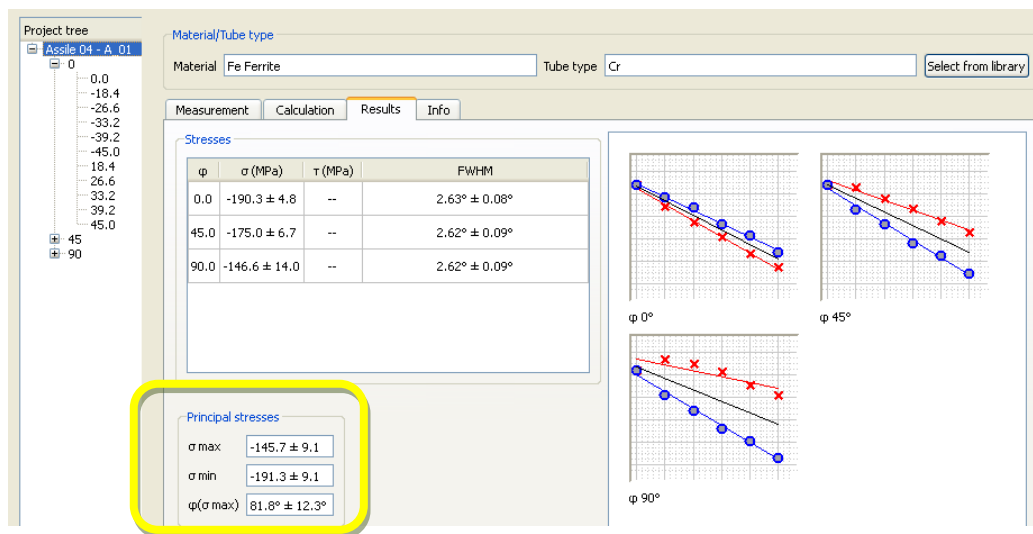 Project tree
Assile 04 - A_01
0
0.0
-18.4
-26.6
-33.2
-39.2
-45.0
18.4
26.6
33.2
39.2
45.0
45
90
Material/Tube type
Material Fe Ferrite Tube type Cr Select from library
Measurement Calculation Results Info
Stresses
φ σ (MPa) τ (MPa) FWHM
0.0 -190.3 ± 4.8 -- 2.63° ± 0.08°
45.0 -175.0 ± 6.7 -- 2.62° ± 0.09°
90.0 -146.6 ± 14.0 -- 2.62° ± 0.09°
φ 0° φ 45°
φ 90°
Principal stresses
σ max -145.7 ± 9.1
σ min -191.3 ± 9.1
φ(σ max) 81.8° ± 12.3°